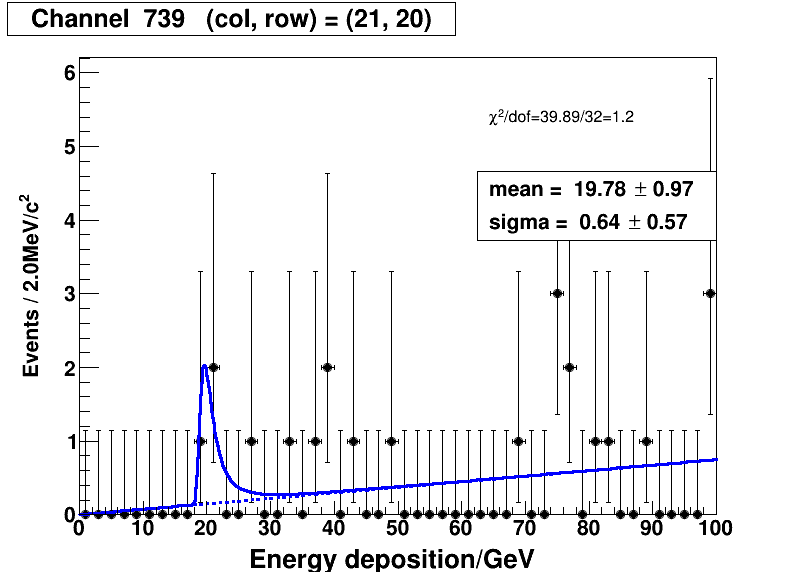 Channel 739 (col, row) = (21, 20)
χ²/dof=39.89/32=1.2
mean = 19.78 ± 0.97
sigma = 0.64 ± 0.57
Events / 2.0MeV/c²
6
5
4
3
2
1
0
0 10 20 30 40 50 60 70 80 90 100
Energy deposition/GeV